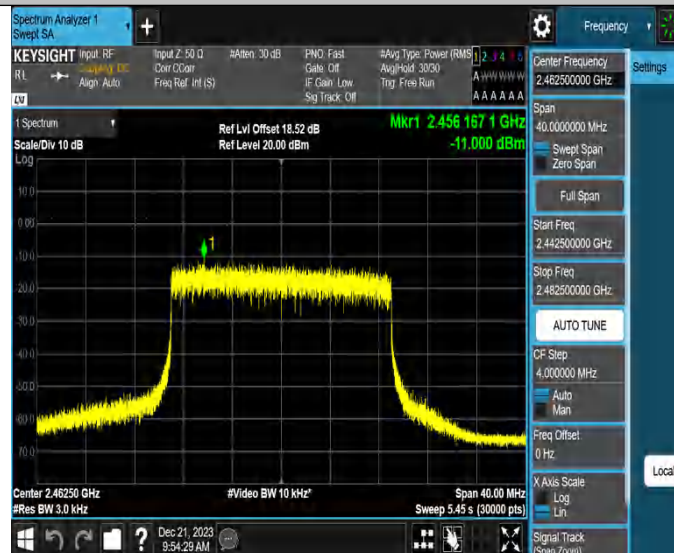 Spectrum Analyzer 1
Swept SA
+
Frequency
KEYSIGHT
Input: RF
Coupling: DC
Align: Auto
Input Z: 50 Ω
Corr CCorr
Freq Ref: Int (S)
#Atten: 30 dB
PNO: Fast
Gate: Off
IF Gain: Low
Sig Track: Off
#Avg Type: Power (RMS
Avg|Hold: 30/30
Trig: Free Run
1 2 3 4 5 6
A W W W W W
A A A A A A
LXI
Settings
Center Frequency
2.462500000 GHz
Span
40.0000000 MHz
Swept Span
Zero Span
Full Span
Start Freq
2.442500000 GHz
Stop Freq
2.482500000 GHz
AUTO TUNE
CF Step
4.000000 MHz
Auto
Man
Freq Offset
0 Hz
X Axis Scale
Log
Lin
Signal Track
(Span Zoom)
Local
1 Spectrum
Scale/Div 10 dB
Log
Ref Lvl Offset 18.52 dB
Ref Level 20.00 dBm
Mkr1 2.456 167 1 GHz
-11.000 dBm
10.0
0.00
-10.0
-20.0
-30.0
-40.0
-50.0
-60.0
-70.0
1
Center 2.46250 GHz
#Res BW 3.0 kHz
#Video BW 10 kHz*
Span 40.00 MHz
Sweep 5.45 s (30000 pts)
?
Dec 21, 2023
9:54:29 AM